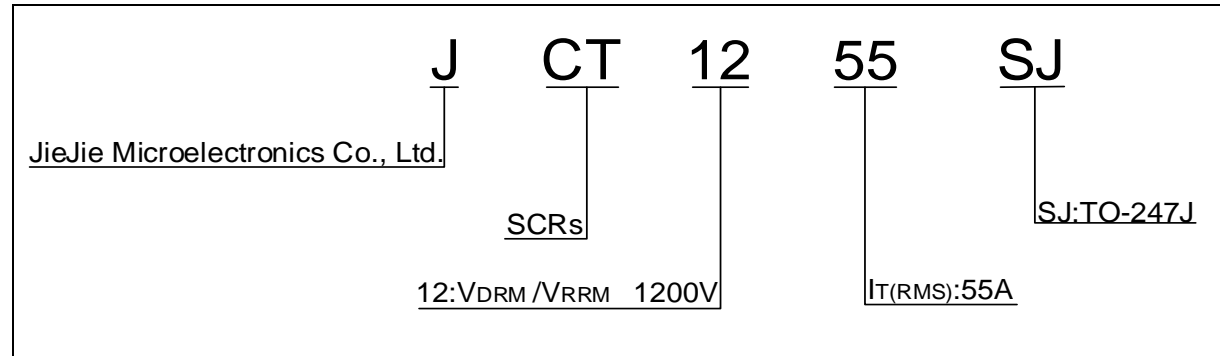 J CT 12 55 SJ
JieJie Microelectronics Co., Ltd.
SCRs
SJ:TO-247J
12:VDRM /VRRM 1200V
IT(RMS):55A